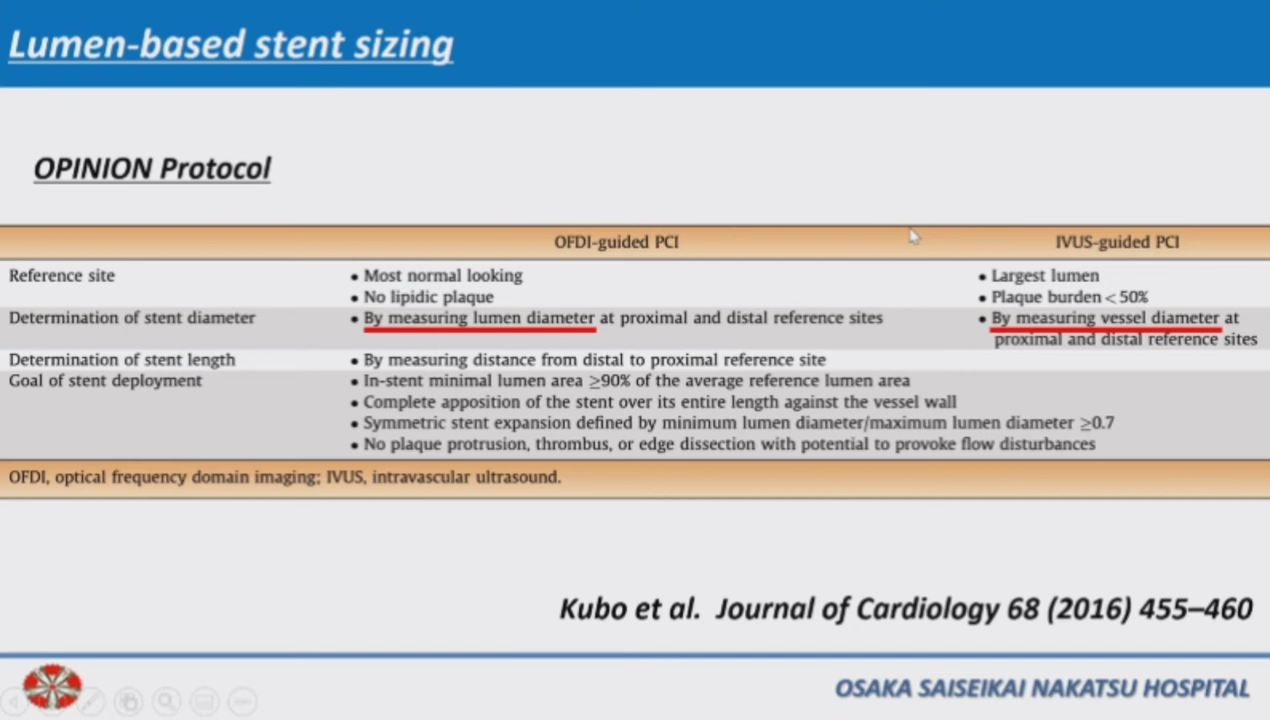 Lumen-based stent sizing
OPINION Protocol
OFDI-guided PCI IVUS-guided PCI
Reference site • Most normal looking • Largest lumen
• No lipidic plaque • Plaque burden < 50%
Determination of stent diameter • By measuring lumen diameter at proximal and distal reference sites • By measuring vessel diameter at
proximal and distal reference sites
Determination of stent length • By measuring distance from distal to proximal reference site
Goal of stent deployment • In-stent minimal lumen area ≥90% of the average reference lumen area
• Complete apposition of the stent over its entire length against the vessel wall
• Symmetric stent expansion defined by minimum lumen diameter/maximum lumen diameter ≥0.7
• No plaque protrusion, thrombus, or edge dissection with potential to provoke flow disturbances
OFDI, optical frequency domain imaging; IVUS, intravascular ultrasound.
Kubo et al. Journal of Cardiology 68 (2016) 455–460
OSAKA SAISEIKAI NAKATSU HOSPITAL